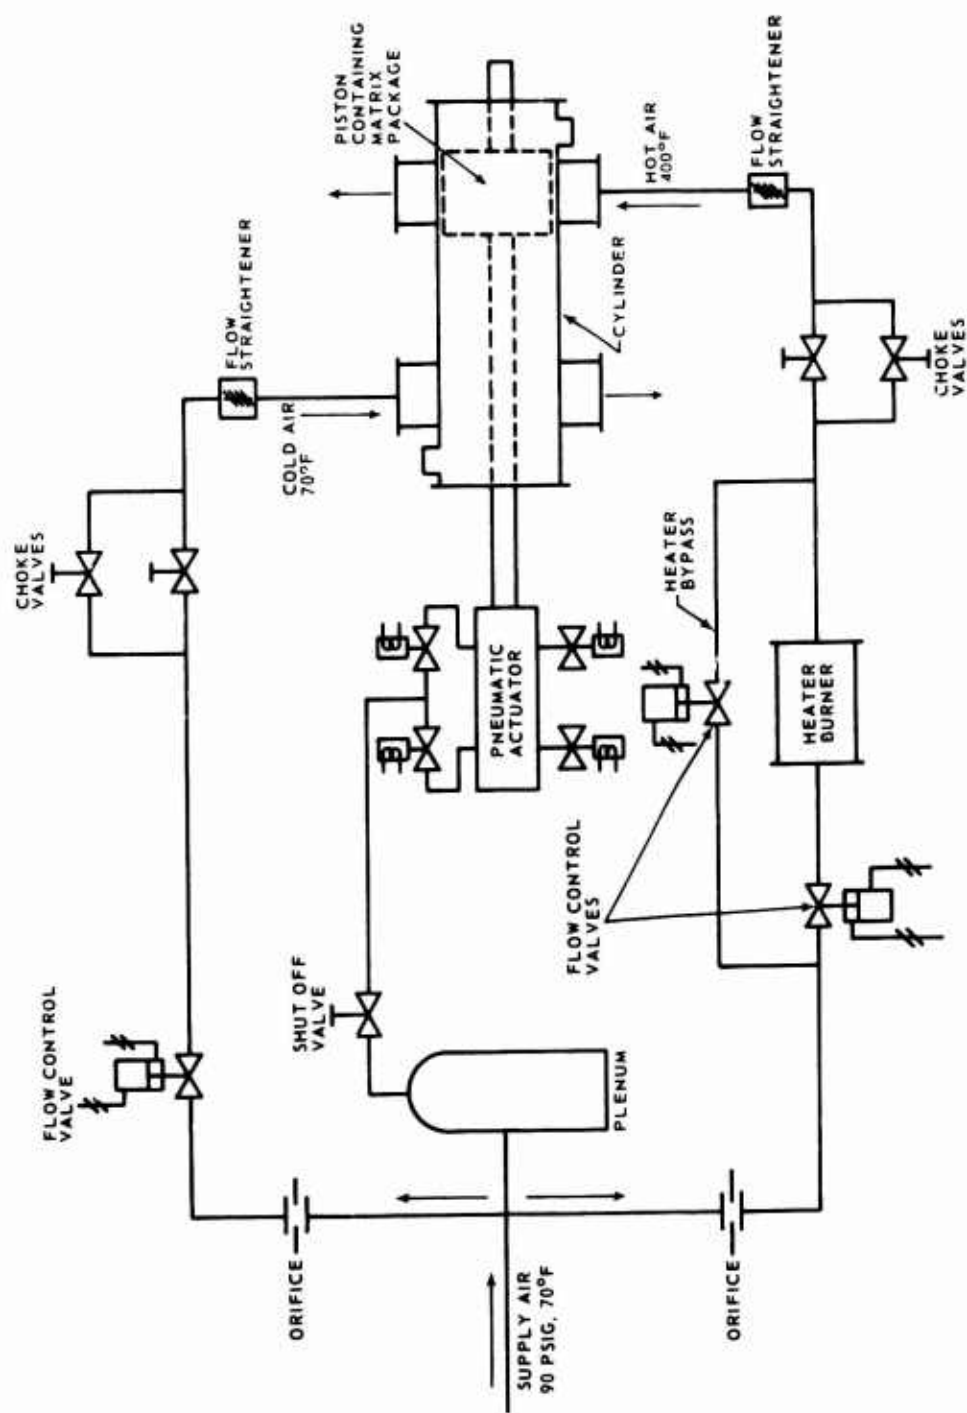 CHOKE
VALVES
FLOW CONTROL
VALVE
FLOW
STRAIGHTENER
COLD AIR
70°F
PISTON
CONTAINING
MATRIX
PACKAGE
ORIFICE
SHUT OFF
VALVE
PNEUMATIC
ACTUATOR
CYLINDER
HOT AIR
400°F
SUPPLY AIR
90 PSIG, 70°F
PLENUM
FLOW CONTROL
VALVES
HEATER
BYPASS
FLOW
STRAIGHTENER
ORIFICE
HEATER
BURNER
CHOKE
VALVES